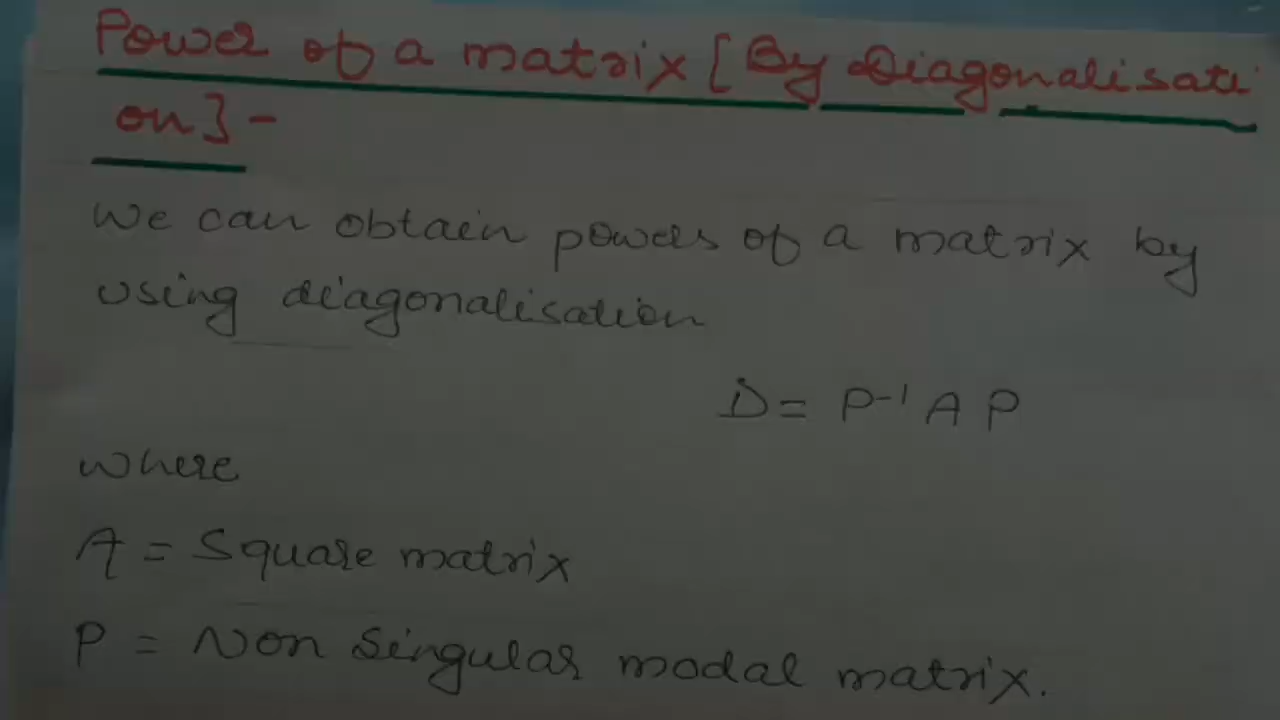 Power of a matrix [By Diagonalisati
on] -
We can obtain powers of a matrix by
using diagonalisation
D = P⁻¹ A P
where
A = Square matrix
P = Non Singular modal matrix.